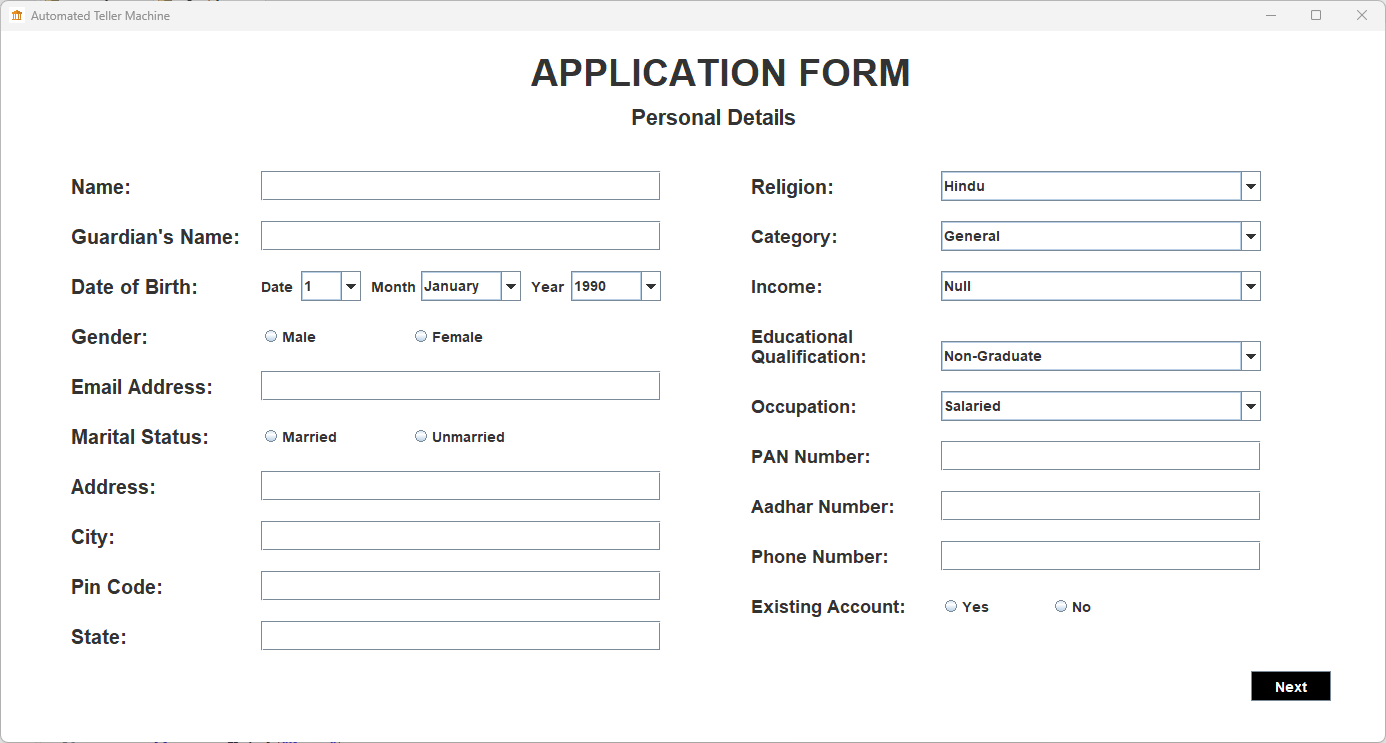 Automated Teller Machine
APPLICATION FORM
Personal Details
Name:
Guardian's Name:
Date of Birth: Date 1 Month January Year 1990
Gender: Male Female
Email Address:
Marital Status: Married Unmarried
Address:
City:
Pin Code:
State:
Religion: Hindu
Category: General
Income: Null
Educational
Qualification: Non-Graduate
Occupation: Salaried
PAN Number:
Aadhar Number:
Phone Number:
Existing Account: Yes No
Next